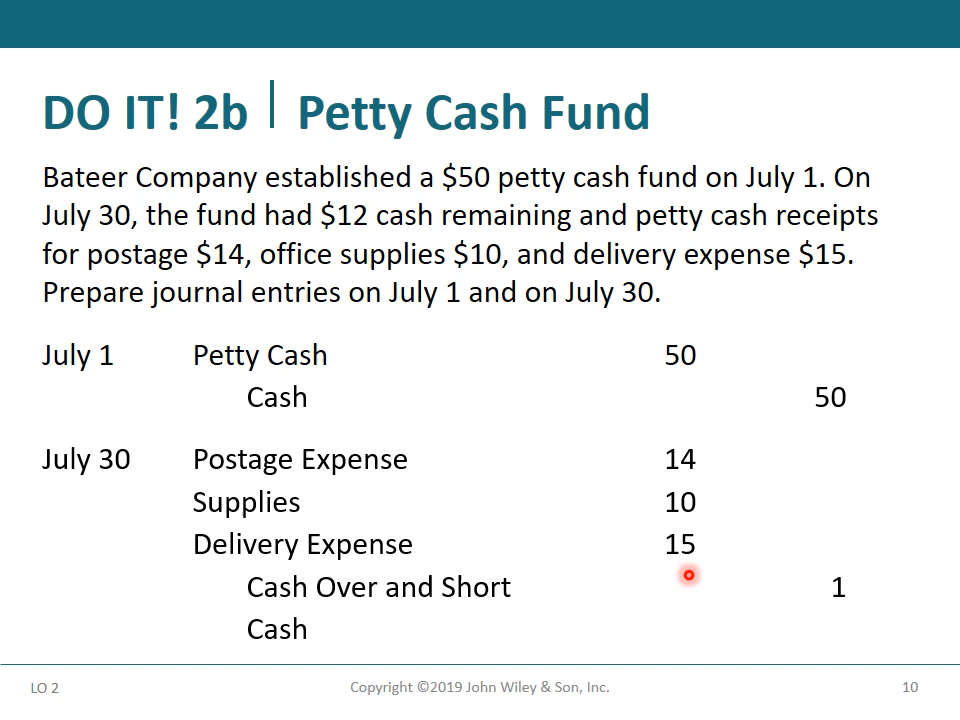 DO IT! 2b | Petty Cash Fund
Bateer Company established a $50 petty cash fund on July 1. On
July 30, the fund had $12 cash remaining and petty cash receipts
for postage $14, office supplies $10, and delivery expense $15.
Prepare journal entries on July 1 and on July 30.
July 1 Petty Cash 50
Cash 50
July 30 Postage Expense 14
Supplies 10
Delivery Expense 15
Cash Over and Short 1
Cash
LO 2 Copyright ©2019 John Wiley & Son, Inc. 10